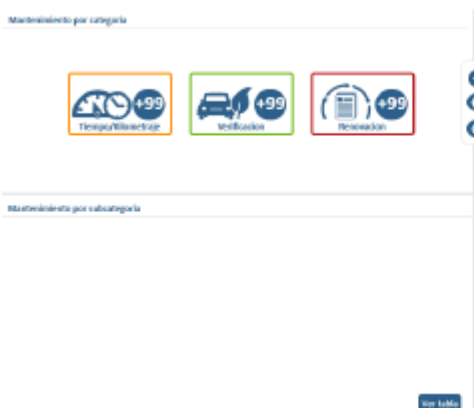 Mantenimiento por categoria
+99 +99 +99
Tiempo/Kilometraje Verificacion Renovacion
Mantenimiento por subcategoria
Ver tabla